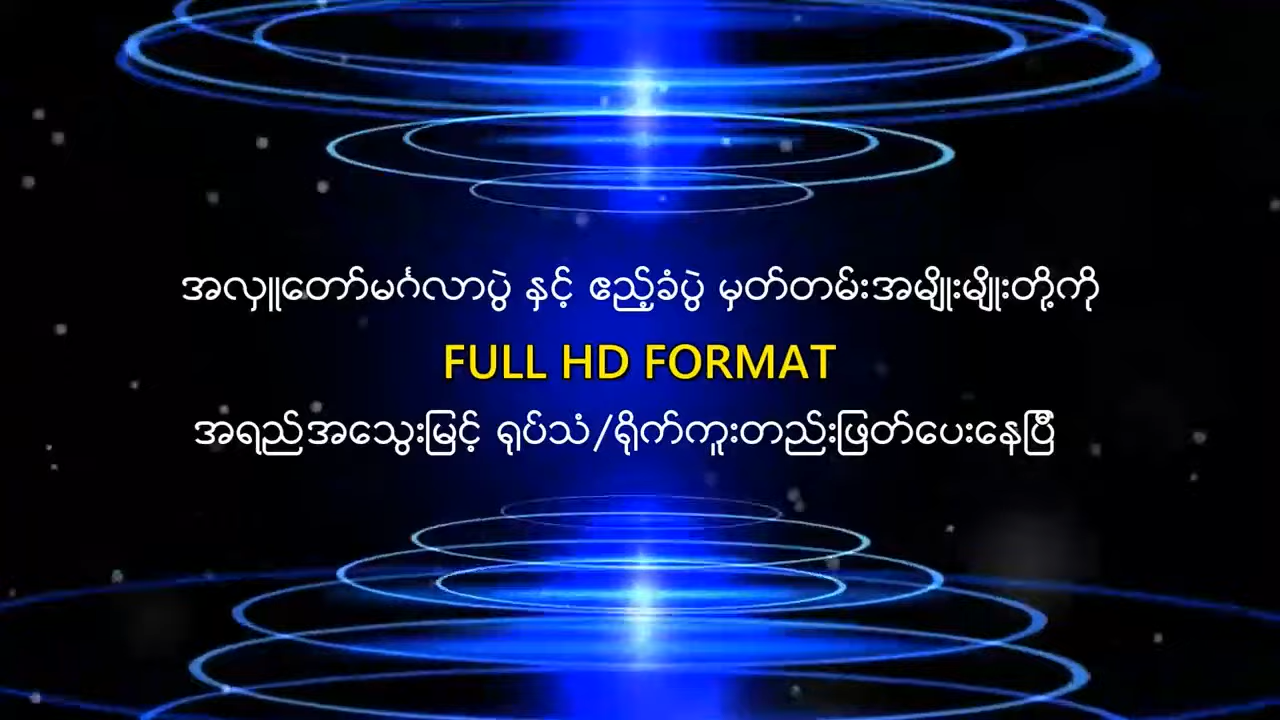 အလှူတော်မင်္ဂလာပွဲ နှင့် ဧည့်ခံပွဲ မှတ်တမ်းအမျိုးမျိုးတို့ကို
FULL HD FORMAT
အရည်အသွေးမြင့် ရုပ်သံ/ရိုက်ကူးတည်းဖြတ်ပေးနေပြီ